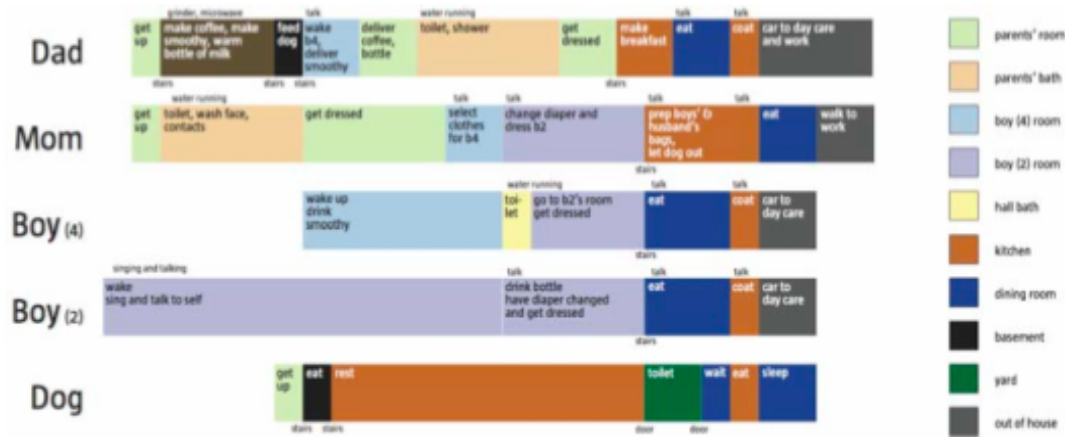 grinder, microwave
talk
water running
talk
talk
Dad
get
up
make coffee, make
smoothy, warm
bottle of milk
feed
dog
wake
b4,
deliver
smoothy
deliver
coffee,
bottle
toilet, shower
get
dressed
make
breakfast
eat
coat
car to day care
and work
stairs
stairs
stairs
stairs
water running
talk
talk
talk
talk
Mom
get
up
toilet, wash face,
contacts
get dressed
select
clothes
for b4
change diaper and
dress b2
prep boys' &
husband's
bags,
let dog out
eat
walk to
work
stairs
water running
talk
talk
Boy (4)
wake up
drink
smoothy
toi-
let
go to b2's room
get dressed
eat
coat
car to
day care
stairs
singing and talking
talk
talk
talk
Boy (2)
wake
sing and talk to self
drink bottle
have diaper changed
and get dressed
eat
coat
car to
day care
stairs
Dog
get
up
eat
rest
toilet
wait
eat
sleep
stairs
stairs
door
door
parents' room
parents' bath
boy (4) room
boy (2) room
hall bath
kitchen
dining room
basement
yard
out of house